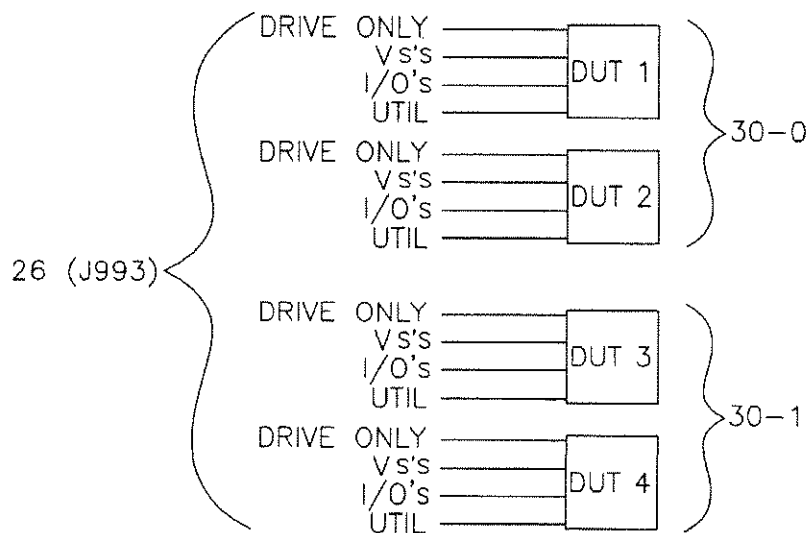 DRIVE ONLY
VS's
I/O's
UTIL
DUT 1
DRIVE ONLY
VS's
I/O's
UTIL
DUT 2
30-0
26 (J993)
DRIVE ONLY
VS's
I/O's
UTIL
DUT 3
DRIVE ONLY
VS's
I/O's
UTIL
DUT 4
30-1